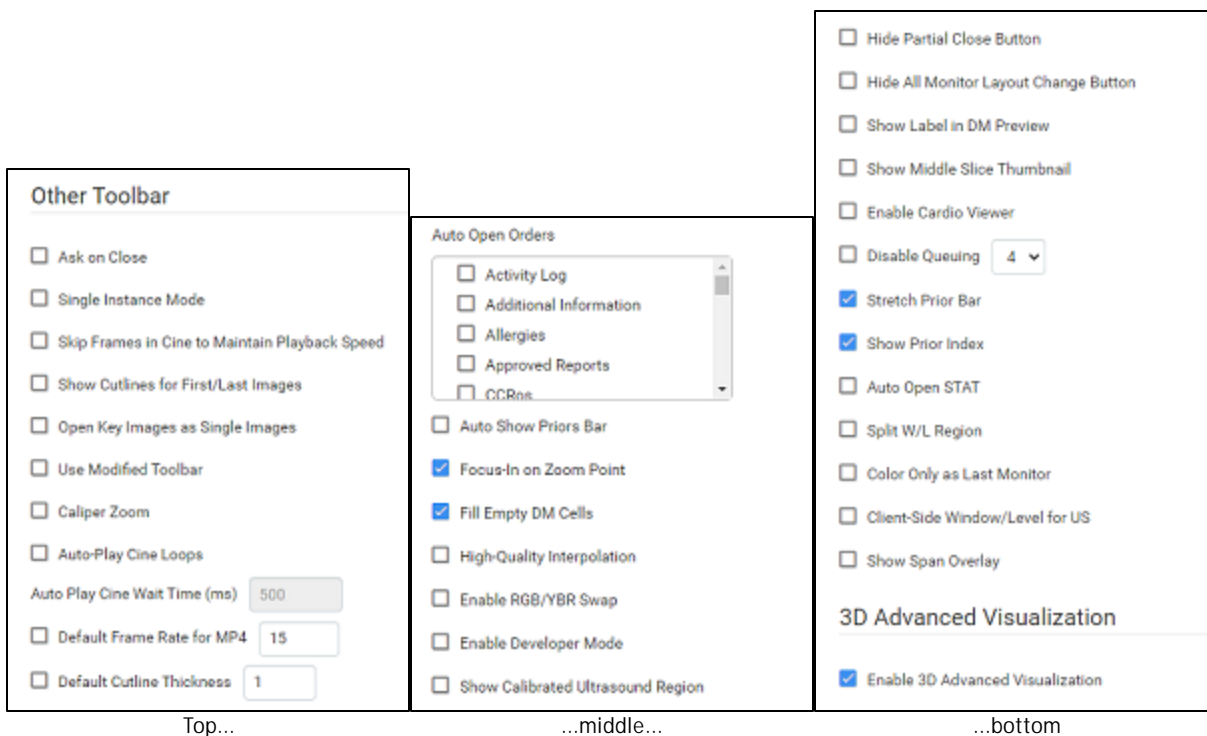 Other Toolbar
Ask on Close
Single Instance Mode
Skip Frames in Cine to Maintain Playback Speed
Show Cutlines for First/Last Images
Open Key Images as Single Images
Use Modified Toolbar
Caliper Zoom
Auto-Play Cine Loops
Auto Play Cine Wait Time (ms) 500
Default Frame Rate for MP4 15
Default Cutline Thickness 1
Top...
Auto Open Orders
Activity Log
Additional Information
Allergies
Approved Reports
CCRos
Auto Show Priors Bar
Focus-In on Zoom Point
Fill Empty DM Cells
High-Quality Interpolation
Enable RGB/YBR Swap
Enable Developer Mode
Show Calibrated Ultrasound Region
...middle...
Hide Partial Close Button
Hide All Monitor Layout Change Button
Show Label in DM Preview
Show Middle Slice Thumbnail
Enable Cardio Viewer
Disable Queuing 4
Stretch Prior Bar
Show Prior Index
Auto Open STAT
Split W/L Region
Color Only as Last Monitor
Client-Side Window/Level for US
Show Span Overlay
3D Advanced Visualization
Enable 3D Advanced Visualization
...bottom